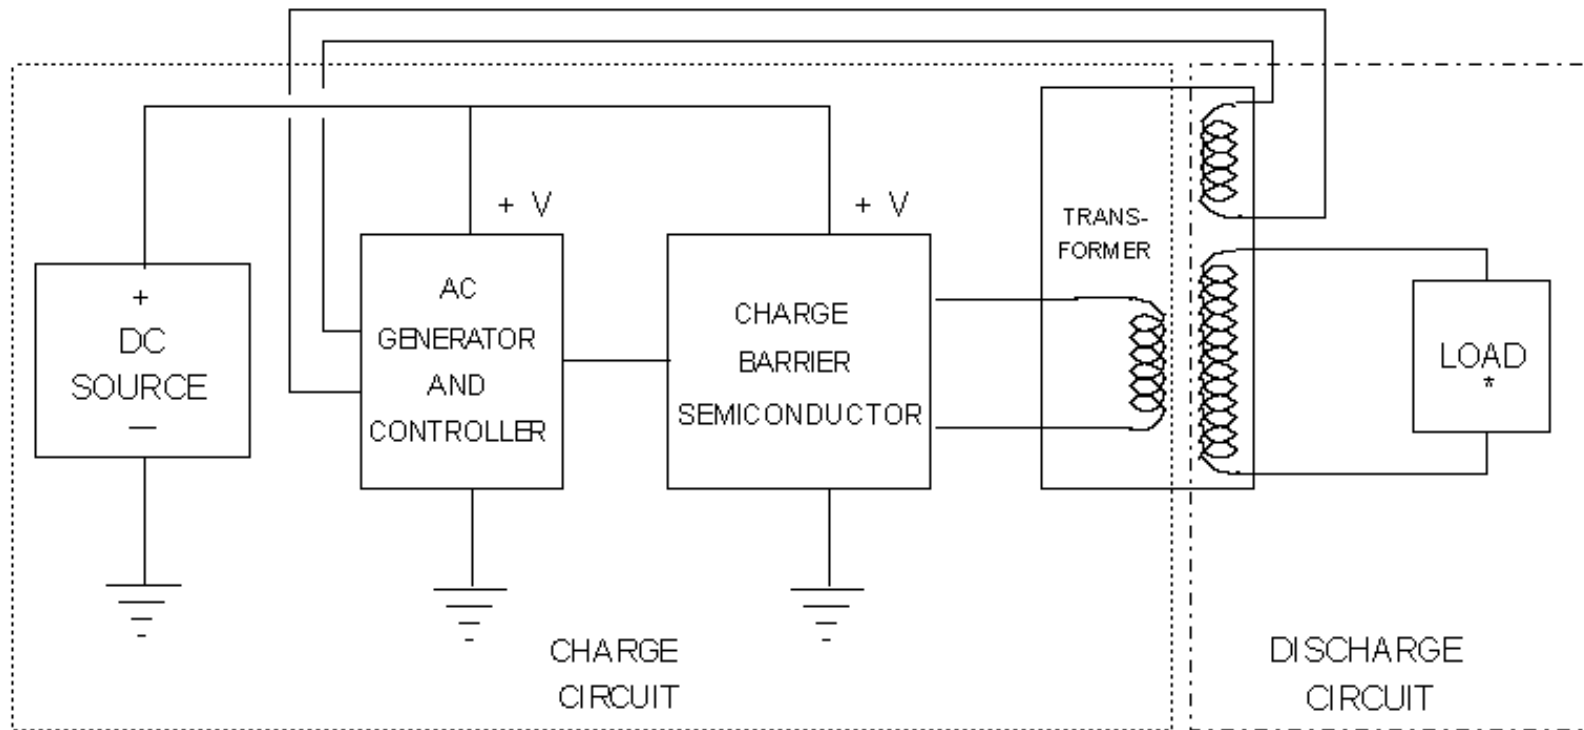 + V
+ V
TRANS-
FORMER
+
DC
SOURCE
—
AC
GENERATOR
AND
CONTROLLER
CHARGE
BARRIER
SEMICONDUCTOR
LOAD
*
CHARGE
CIRCUIT
DISCHARGE
CIRCUIT